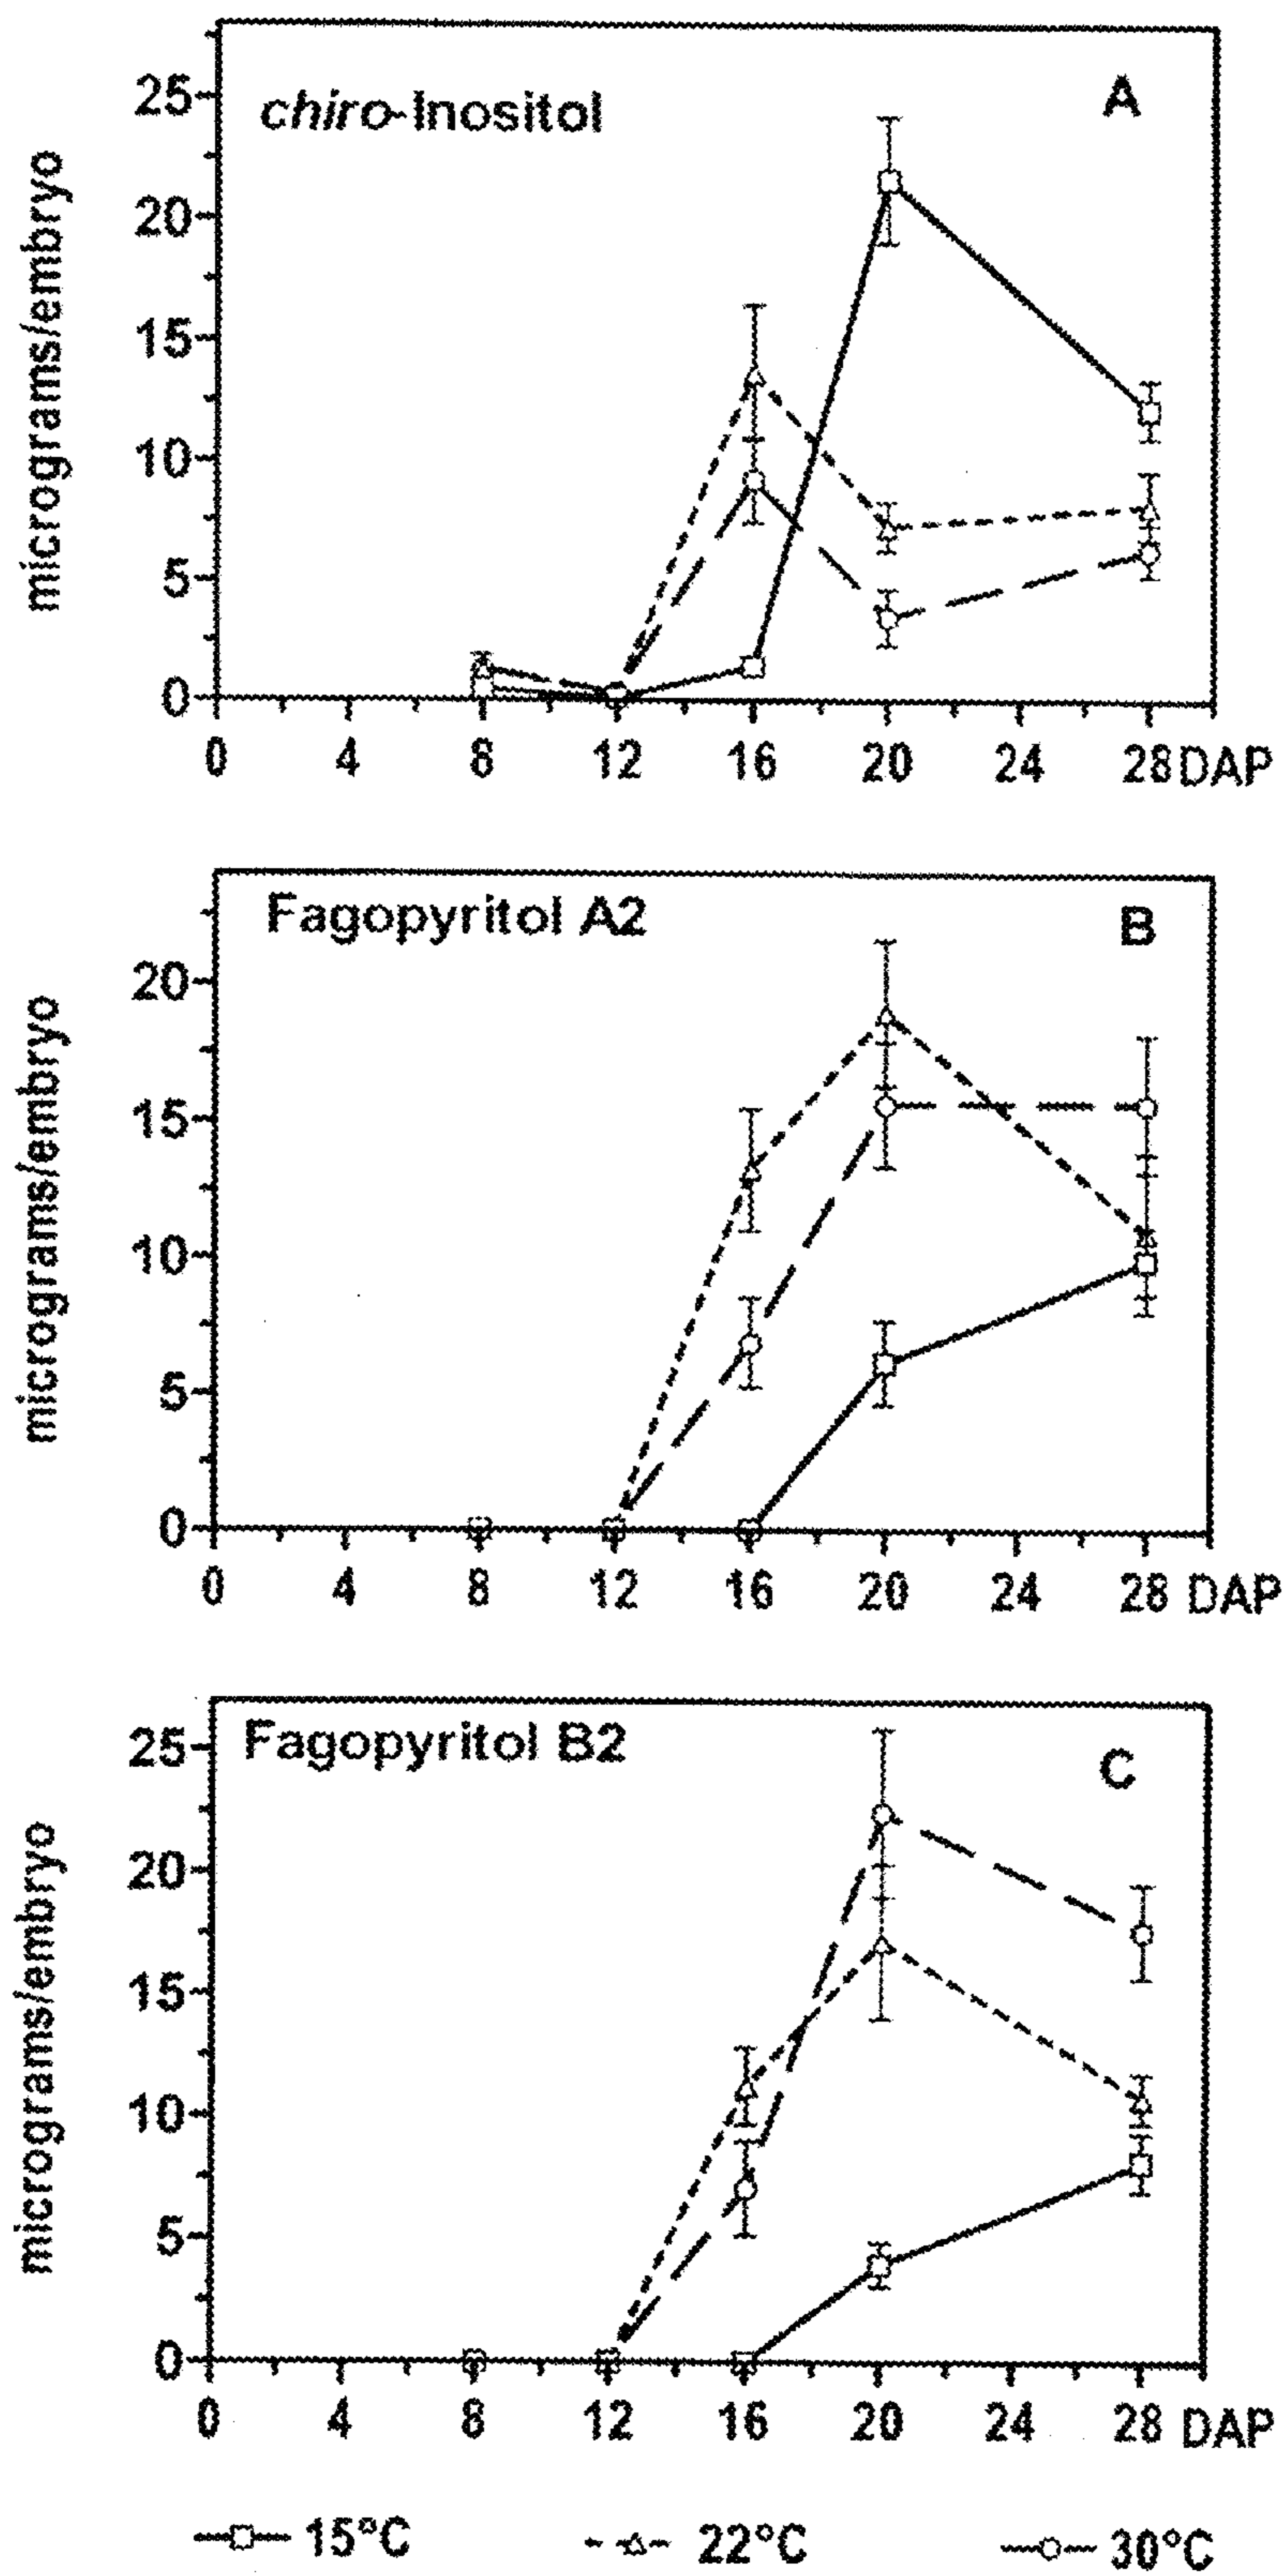 chiro-Inositol
A
microgams/embryo
25
20
15
10
5
0
0 4 8 12 16 20 24 28 DAP
Fagopyritol A2
B
micrograms/embryo
20
15
10
5
0
0 4 8 12 16 20 24 28 DAP
Fagopyritol B2
C
micrograms/embryo
25
20
15
10
5
0
0 4 8 12 16 20 24 28 DAP
15°C 22°C 30°C